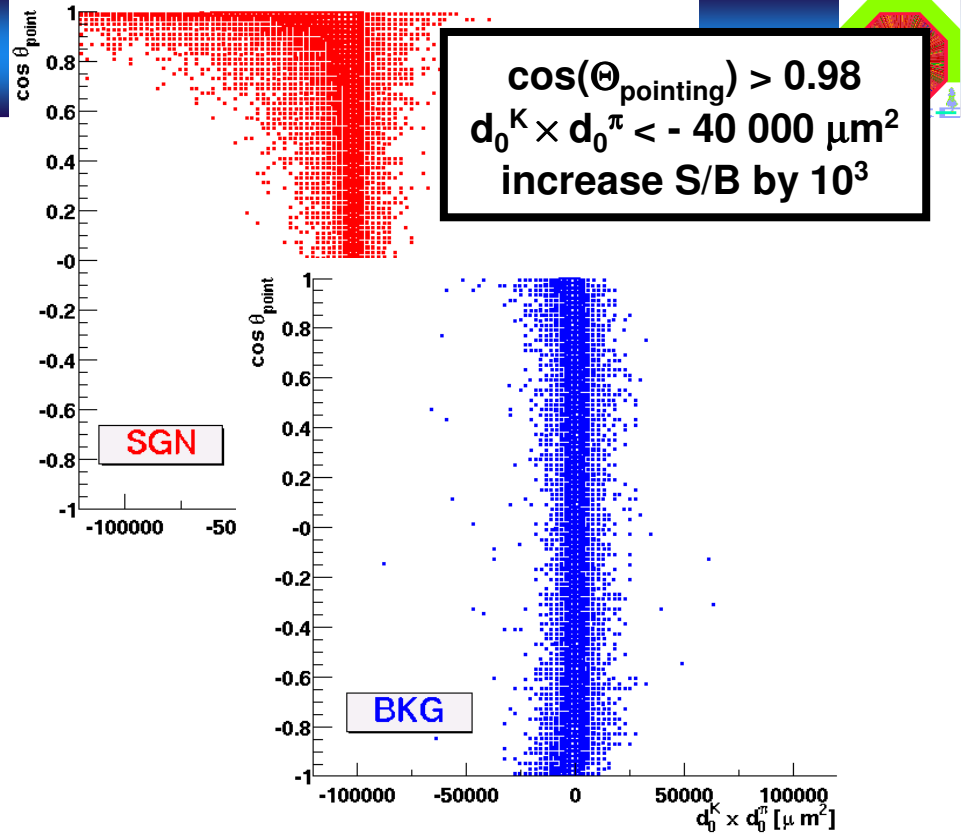 cos(Θpointing) > 0.98
d0K × d0π < - 40 000 μm2
increase S/B by 103
cos θpoint
1
0.8
0.6
0.4
0.2
-0
-0.2
-0.4
-0.6
-0.8
-1
SGN
-100000 -50
cos θpoint
1
0.8
0.6
0.4
0.2
-0
-0.2
-0.4
-0.6
-0.8
-1
BKG
-100000 -50000 0 50000 100000
d0K × d0π [μ m2]